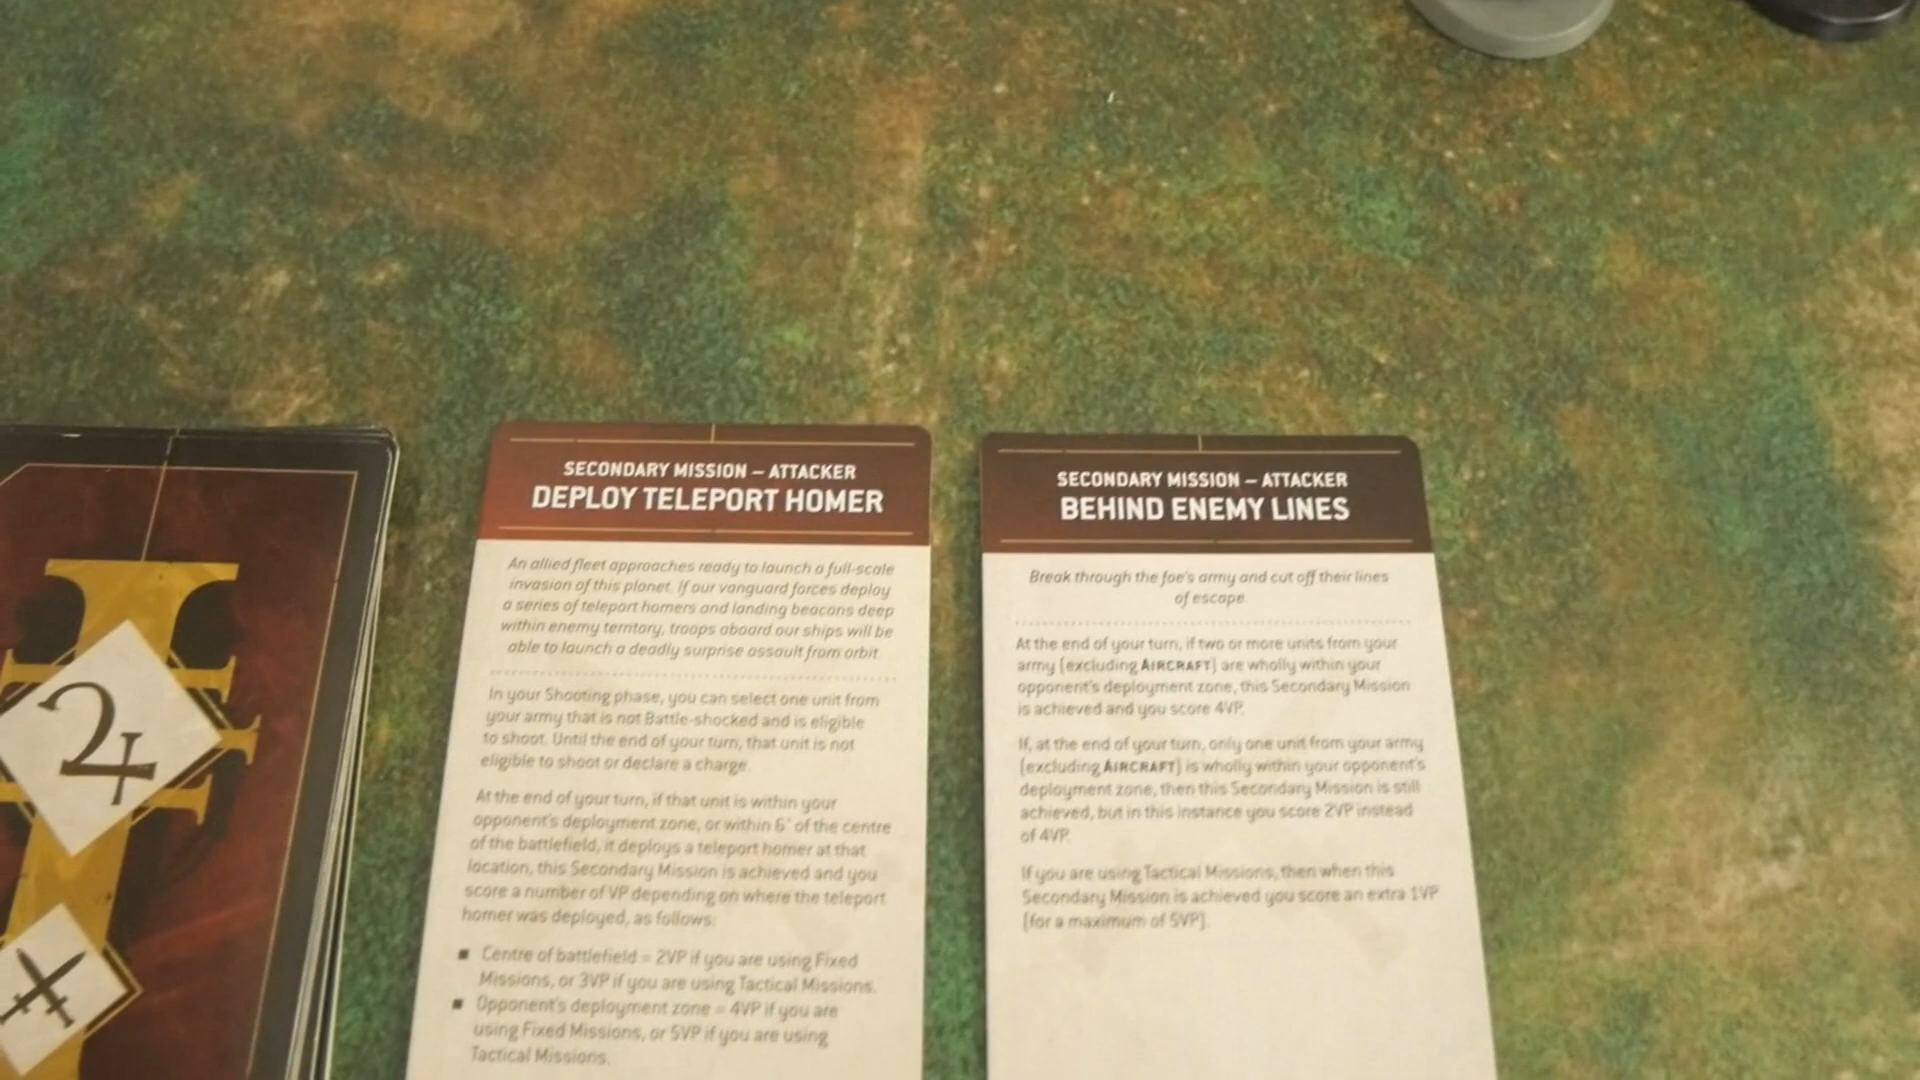 SECONDARY MISSION – ATTACKER
DEPLOY TELEPORT HOMER
An allied fleet approaches ready to launch a full-scale
invasion of this planet. If our vanguard forces deploy
a series of teleport homers and landing beacons deep
within enemy territory, troops aboard our ships will be
able to launch a deadly surprise assault from orbit.
In your Shooting phase, you can select one unit from
your army that is not Battle-shocked and is eligible
to shoot. Until the end of your turn, that unit is not
eligible to shoot or declare a charge.
At the end of your turn, if that unit is within your
opponent's deployment zone, or within 6" of the centre
of the battlefield, it deploys a teleport homer at that
location, this Secondary Mission is achieved and you
score a number of VP depending on where the teleport
homer was deployed, as follows:
■ Centre of battlefield = 2VP if you are using Fixed
Missions, or 3VP if you are using Tactical Missions.
■ Opponent's deployment zone = 4VP if you are
using Fixed Missions, or 5VP if you are using
Tactical Missions.
SECONDARY MISSION – ATTACKER
BEHIND ENEMY LINES
Break through the foe's army and cut off their lines
of escape.
At the end of your turn, if two or more units from your
army (excluding AIRCRAFT) are wholly within your
opponent's deployment zone, this Secondary Mission
is achieved and you score 4VP.
If, at the end of your turn, only one unit from your army
(excluding AIRCRAFT) is wholly within your opponent's
deployment zone, then this Secondary Mission is still
achieved, but in this instance you score 2VP instead
of 4VP.
If you are using Tactical Missions, then when this
Secondary Mission is achieved you score an extra 1VP
(for a maximum of 5VP).